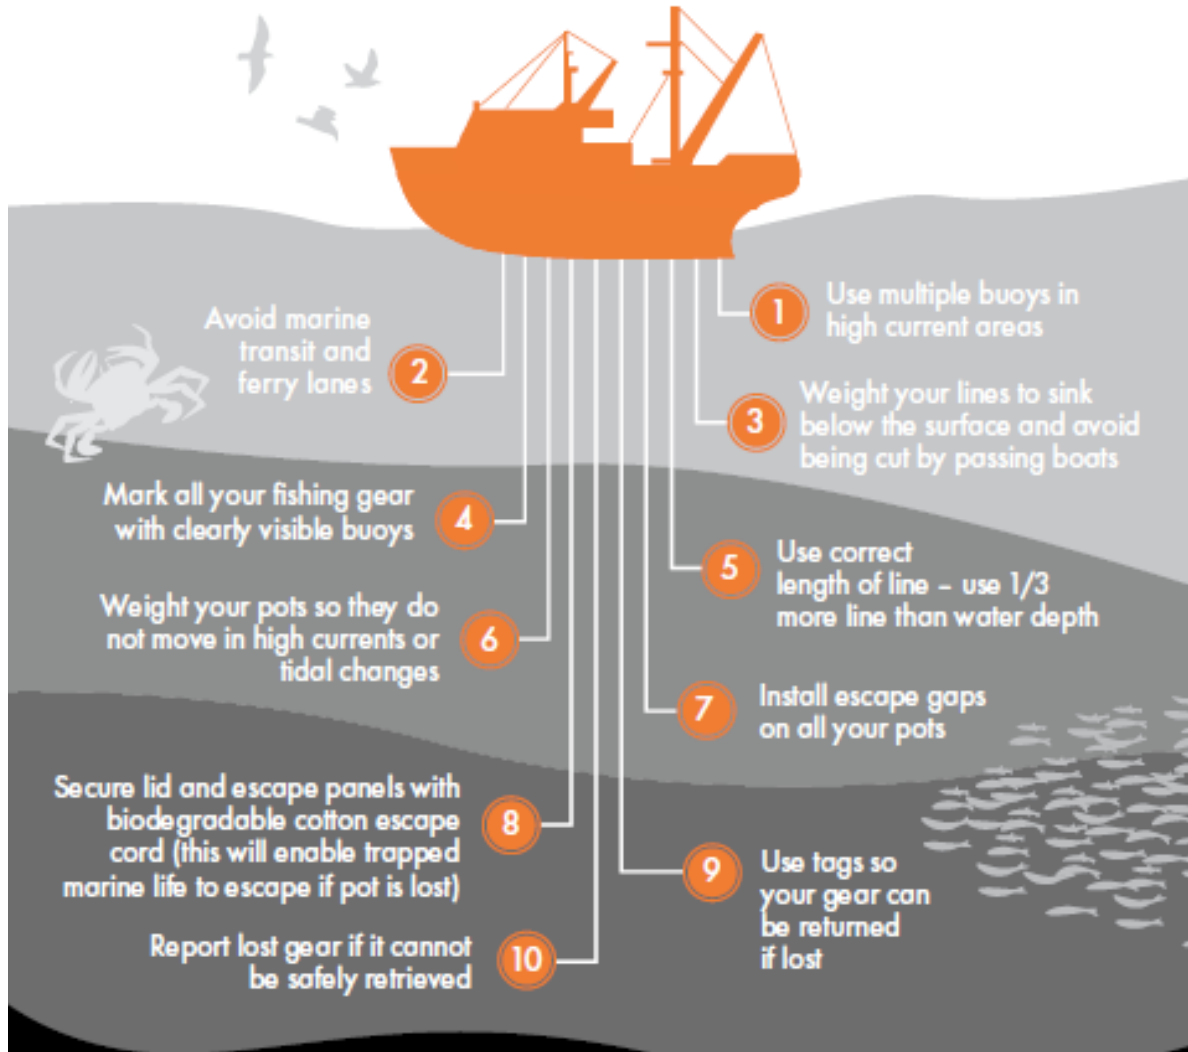 1
Use multiple buoys in
high current areas
2
Avoid marine
transit and
ferry lanes
3
Weight your lines to sink
below the surface and avoid
being cut by passing boats
4
Mark all your fishing gear
with clearly visible buoys
5
Use correct
length of line – use 1/3
more line than water depth
6
Weight your pots so they do
not move in high currents or
tidal changes
7
Install escape gaps
on all your pots
8
Secure lid and escape panels with
biodegradable cotton escape
cord (this will enable trapped
marine life to escape if pot is lost)
9
Use tags so
your gear can
be returned
if lost
10
Report lost gear if it cannot
be safely retrieved